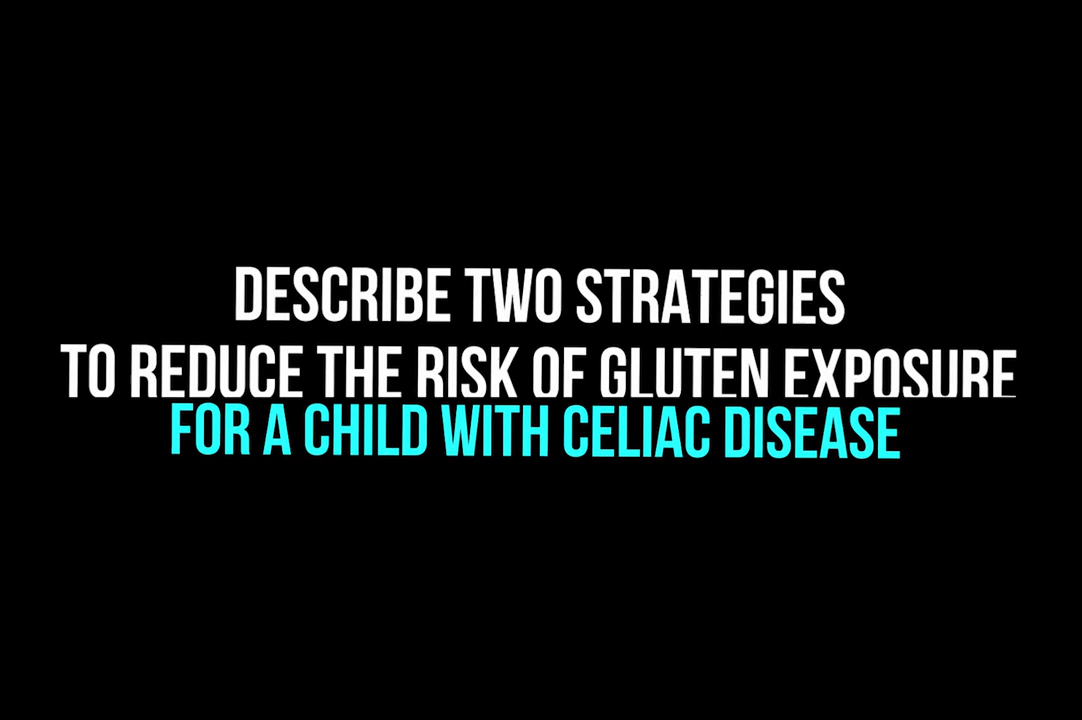 DESCRIBE TWO STRATEGIES
TO REDUCE THE RISK OF GLUTEN EXPOSURE
FOR A CHILD WITH CELIAC DISEASE